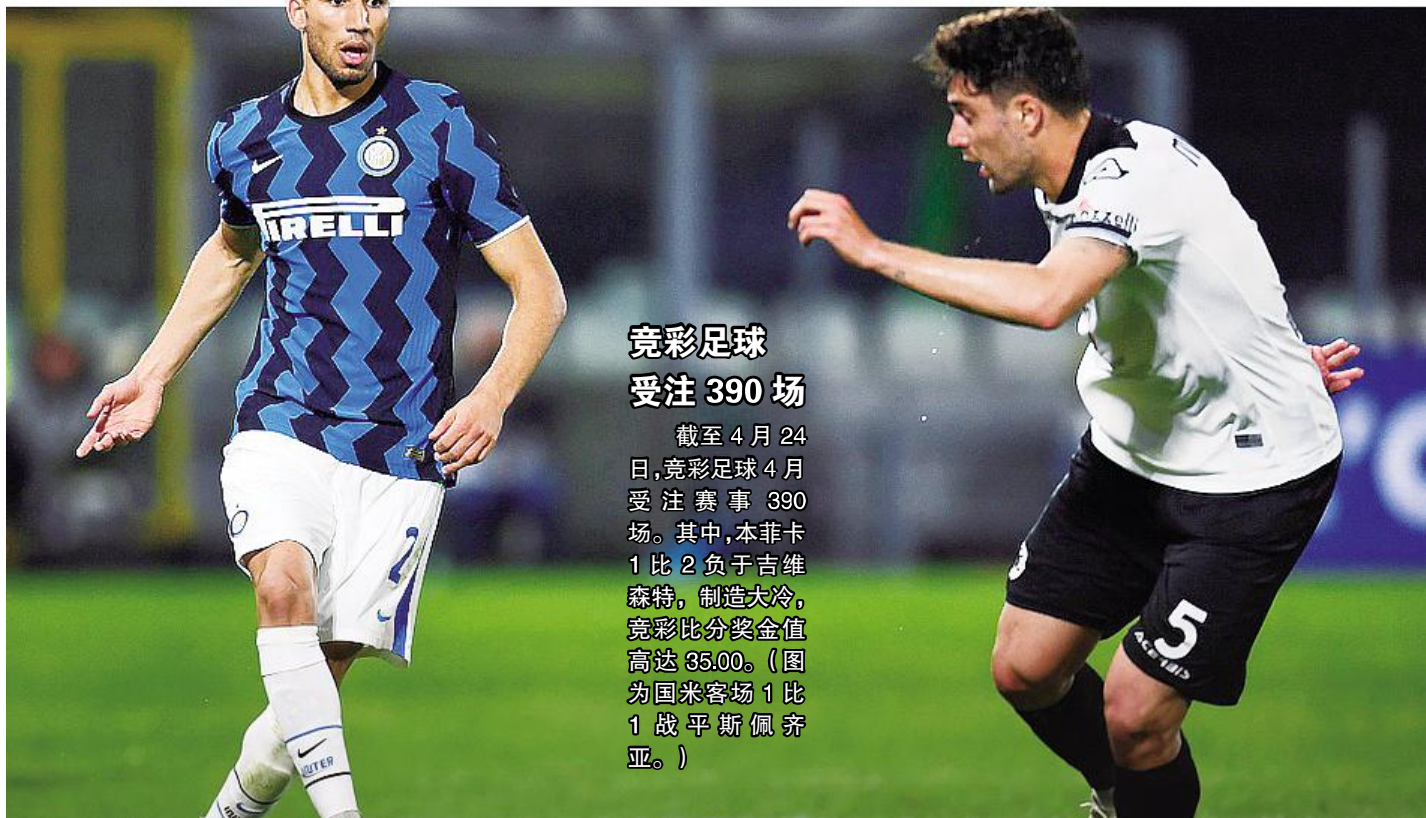 PIRELLI
竞彩足球
受注 390 场
截至 4 月 24
日,竞彩足球 4 月
受注赛事 390
场。其中,本菲卡
1 比 2 负于吉维
森特，制造大冷，
竞彩比分奖金值
高达 35.00。(图
为国米客场 1 比
1 战平斯佩齐
亚。)
2
5
ACERBIS